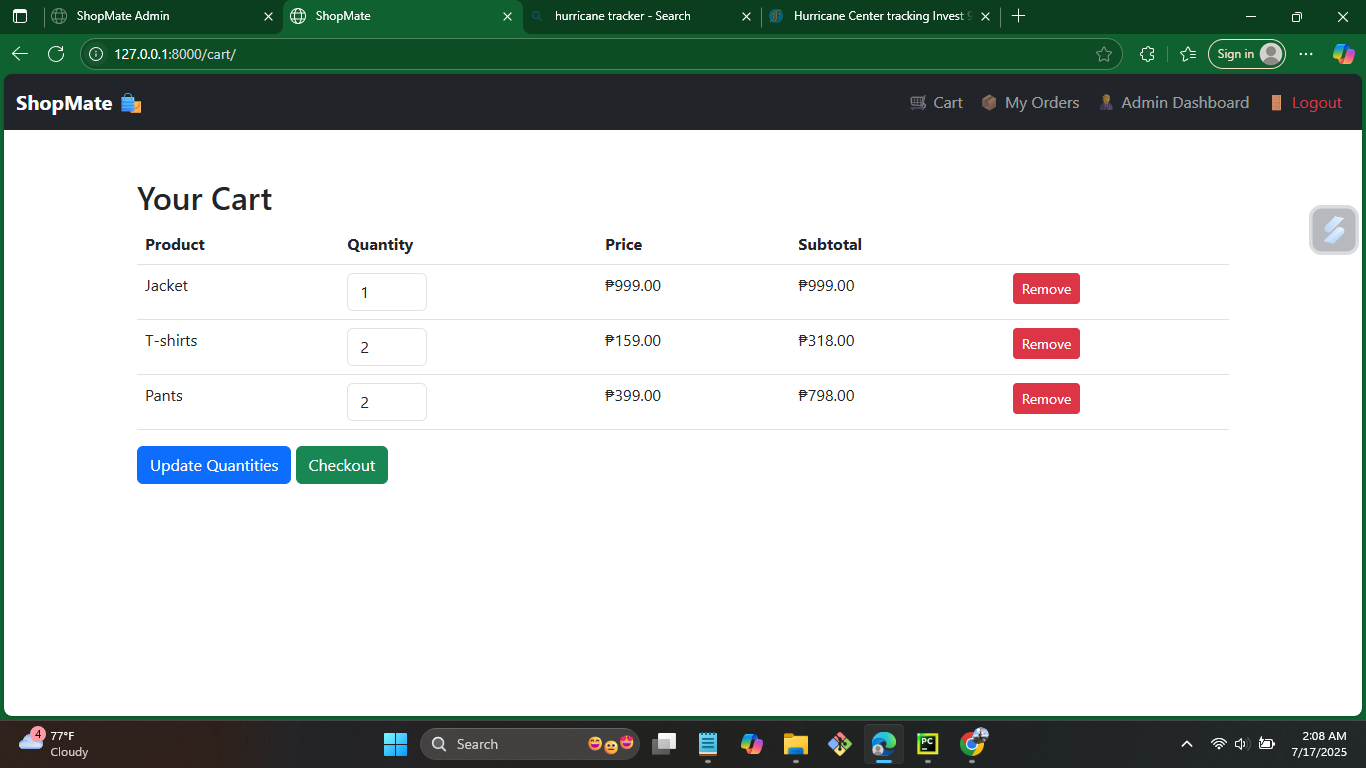 ShopMate Admin
ShopMate
hurricane tracker - Search
Hurricane Center tracking Invest 9
127.0.0.1:8000/cart/
Sign in
ShopMate
Cart
My Orders
Admin Dashboard
Logout
Your Cart
Product Quantity Price Subtotal
Jacket 1 ₱999.00 ₱999.00 Remove
T-shirts 2 ₱159.00 ₱318.00 Remove
Pants 2 ₱399.00 ₱798.00 Remove
Update Quantities Checkout
4
77°F
Cloudy
Search
PC
2:08 AM
7/17/2025